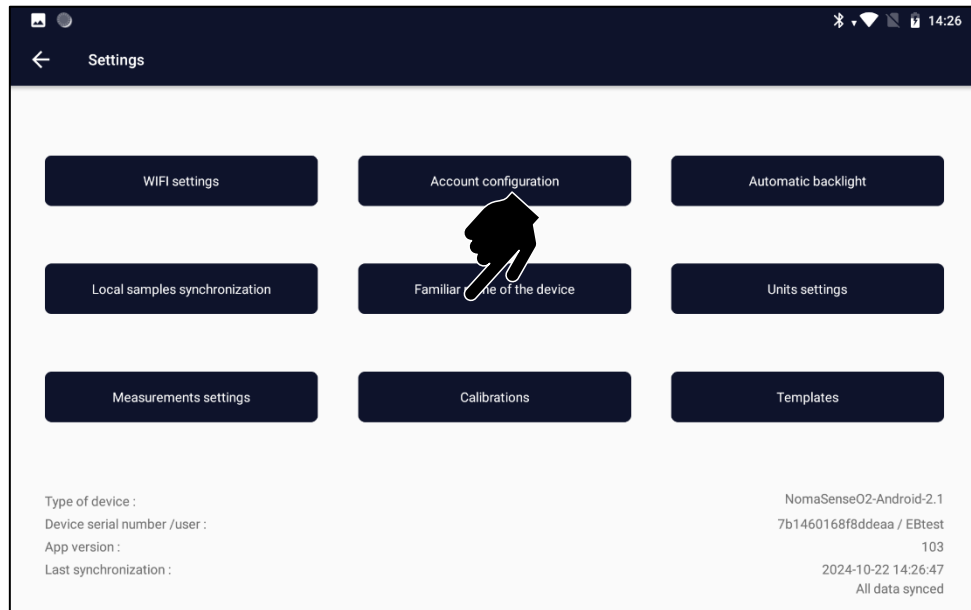 14:26
Settings
WIFI settings
Account configuration
Automatic backlight
Local samples synchronization
Familiar of the device
Units settings
Measurements settings
Calibrations
Templates
Type of device :
NomaSenseO2-Android-2.1
Device serial number /user :
7b1460168f8ddeaa / EBtest
App version :
103
Last synchronization :
2024-10-22 14:26:47
All data synced